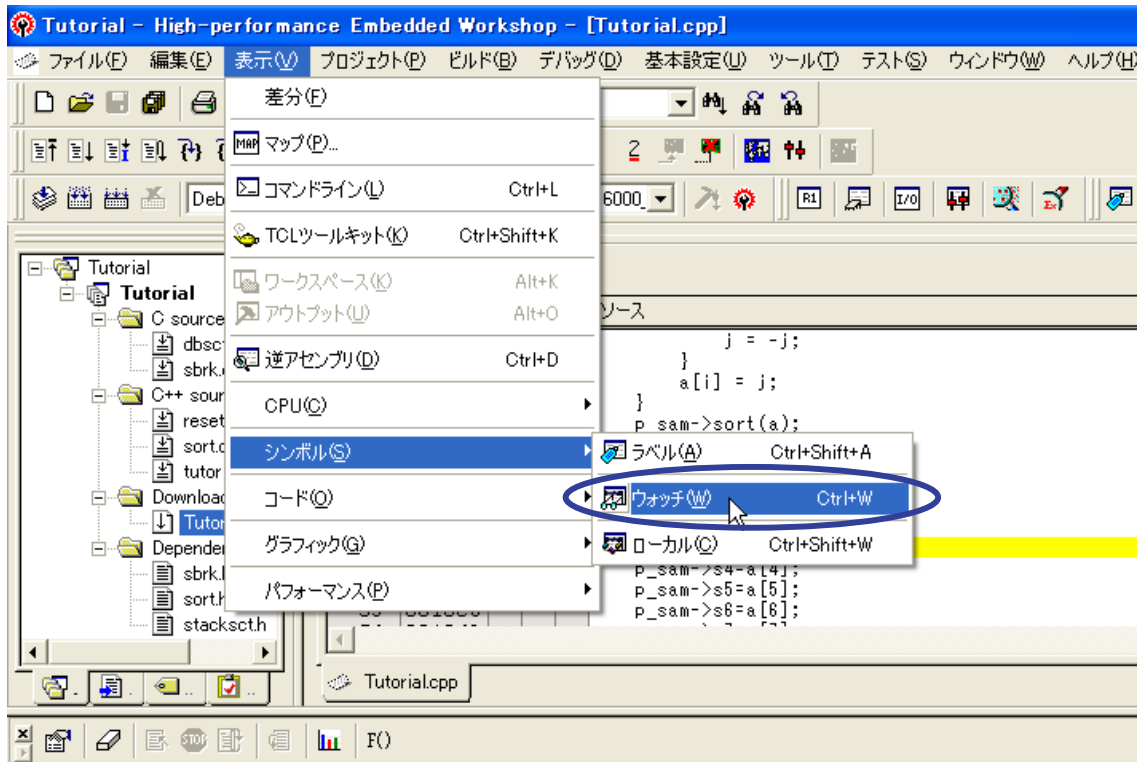 Tutorial - High-performance Embedded Workshop - [Tutorial.cpp]
ファイル(F) 編集(E) 表示(V) プロジェクト(P) ビルド(B) デバッグ(D) 基本設定(U) ツール(T) テスト(S) ウィンドウ(W) ヘルプ(H)
差分(F)
マップ(P)...
コマンドライン(L) Ctrl+L
TCLツールキット(K) Ctrl+Shift+K
ワークスペース(K) Alt+K
アウトプット(U) Alt+O
逆アセンブリ(D) Ctrl+D
CPU(C)
シンボル(S)
コード(O)
グラフィック(G)
パフォーマンス(P)
ラベル(A) Ctrl+Shift+A
ウォッチ(W) Ctrl+W
ローカル(C) Ctrl+Shift+W
MAP
2
Deb
6000_
R1
I/O
Tutorial
Tutorial
C source
dbsc
sbrk.
C++ sour
reset
sort.c
tutor
Downloac
Tutor
Depender
sbrk.
sort.h
stacksct.h
ソース
j = -j;
}
a[i] = j;
}
p_sam->sort(a);
p_sam->s4=a[4];
p_sam->s5=a[5];
p_sam->s6=a[6];
Tutorial.cpp
STOP
F()